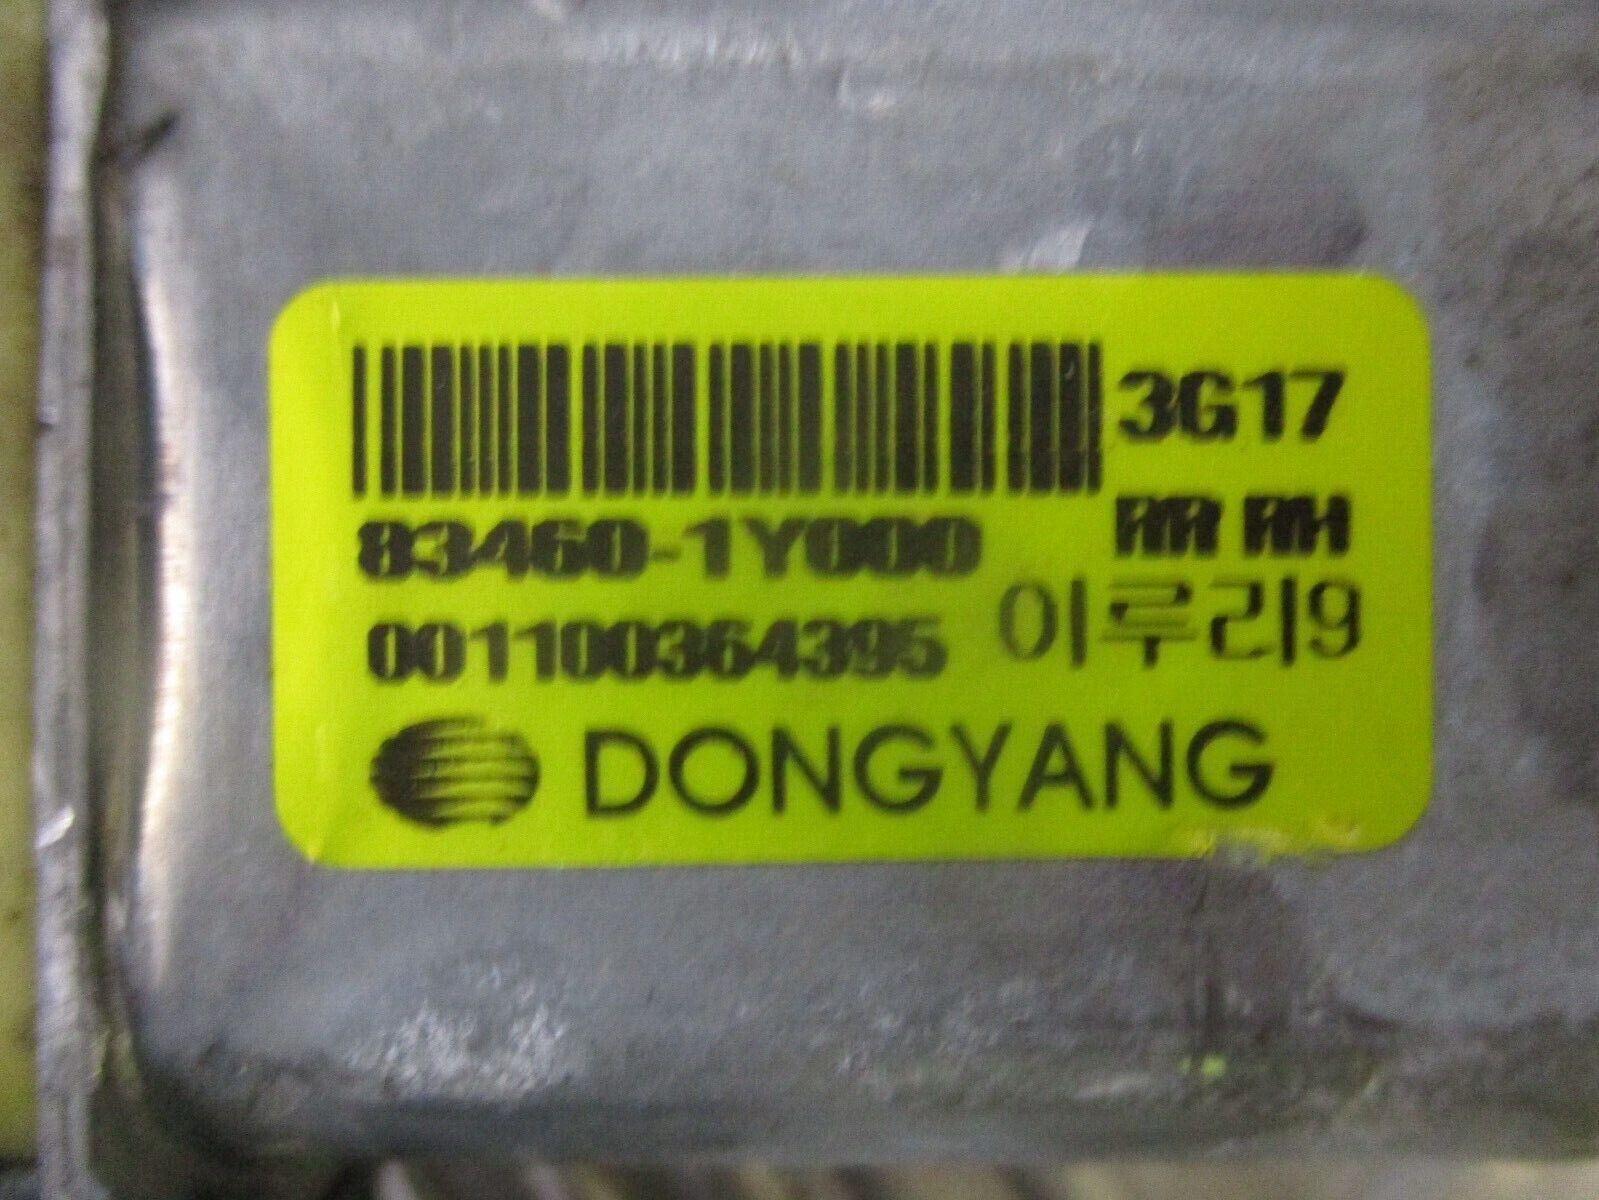 3G17
83460-1Y000 RR RH
001100364395 이루리9
DONGYANG